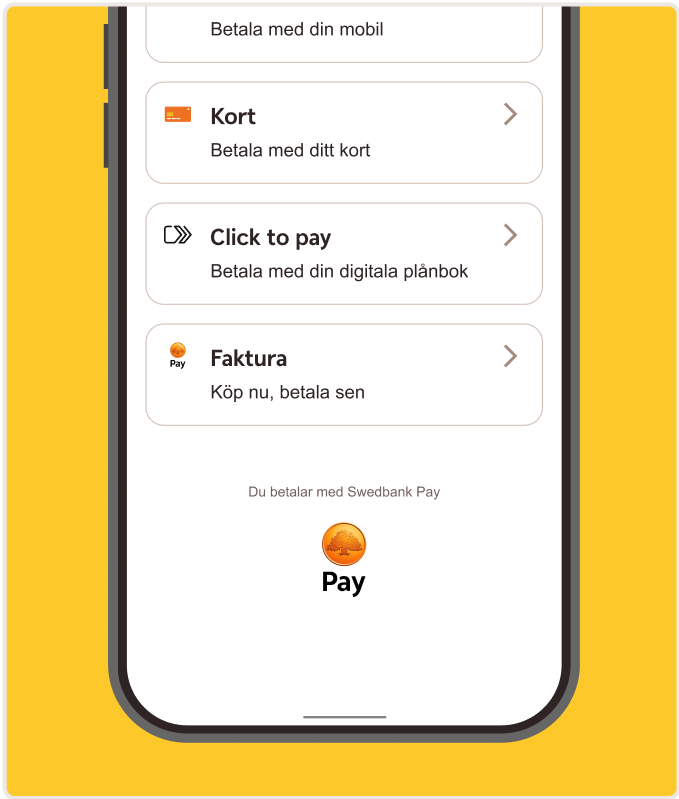 Betala med din mobil
Kort
Betala med ditt kort
Click to pay
Betala med din digitala plånbok
Pay
Faktura
Köp nu, betala sen
Du betalar med Swedbank Pay
Pay